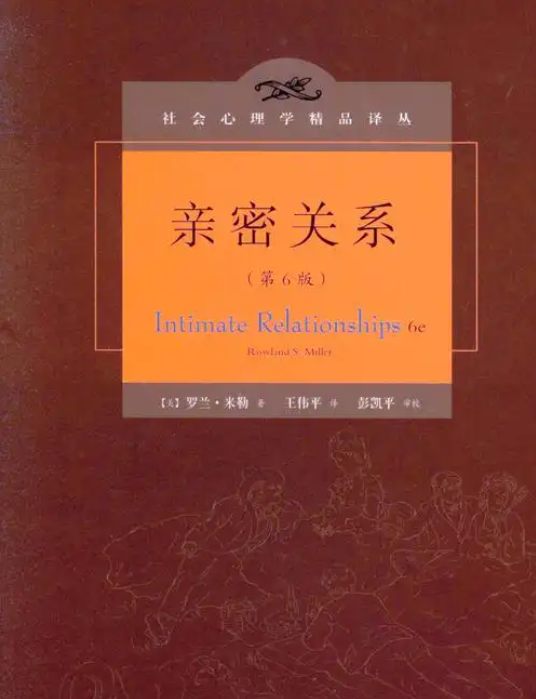 社会心理学精品译丛
亲密关系
（第6版）
Intimate Relationships 6e
Rowland S. Miller
［美］罗兰·米勒 著 王伟平 译 彭凯平 审校